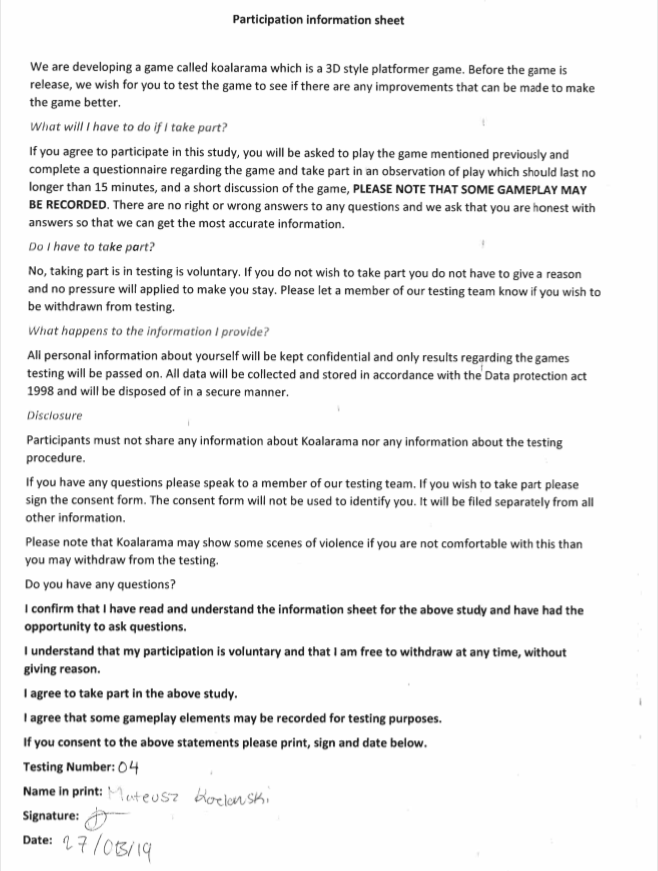 Participation information sheet
We are developing a game called koalarama which is a 3D style platformer game. Before the game is
release, we wish for you to test the game to see if there are any improvements that can be made to make
the game better.
What will I have to do if I take part?
If you agree to participate in this study, you will be asked to play the game mentioned previously and
complete a questionnaire regarding the game and take part in an observation of play which should last no
longer than 15 minutes, and a short discussion of the game, PLEASE NOTE THAT SOME GAMEPLAY MAY
BE RECORDED. There are no right or wrong answers to any questions and we ask that you are honest with
answers so that we can get the most accurate information.
Do I have to take part?
No, taking part is in testing is voluntary. If you do not wish to take part you do not have to give a reason
and no pressure will applied to make you stay. Please let a member of our testing team know if you wish to
be withdrawn from testing.
What happens to the information I provide?
All personal information about yourself will be kept confidential and only results regarding the games
testing will be passed on. All data will be collected and stored in accordance with the Data protection act
1998 and will be disposed of in a secure manner.
Disclosure
Participants must not share any information about Koalarama nor any information about the testing
procedure.
If you have any questions please speak to a member of our testing team. If you wish to take part please
sign the consent form. The consent form will not be used to identify you. It will be filed separately from all
other information.
Please note that Koalarama may show some scenes of violence if you are not comfortable with this than
you may withdraw from the testing.
Do you have any questions?
I confirm that I have read and understand the information sheet for the above study and have had the
opportunity to ask questions.
I understand that my participation is voluntary and that I am free to withdraw at any time, without
giving reason.
I agree to take part in the above study.
I agree that some gameplay elements may be recorded for testing purposes.
If you consent to the above statements please print, sign and date below.
Testing Number: 04
Name in print: Mateusz
Signature:
Date: 27/03/19